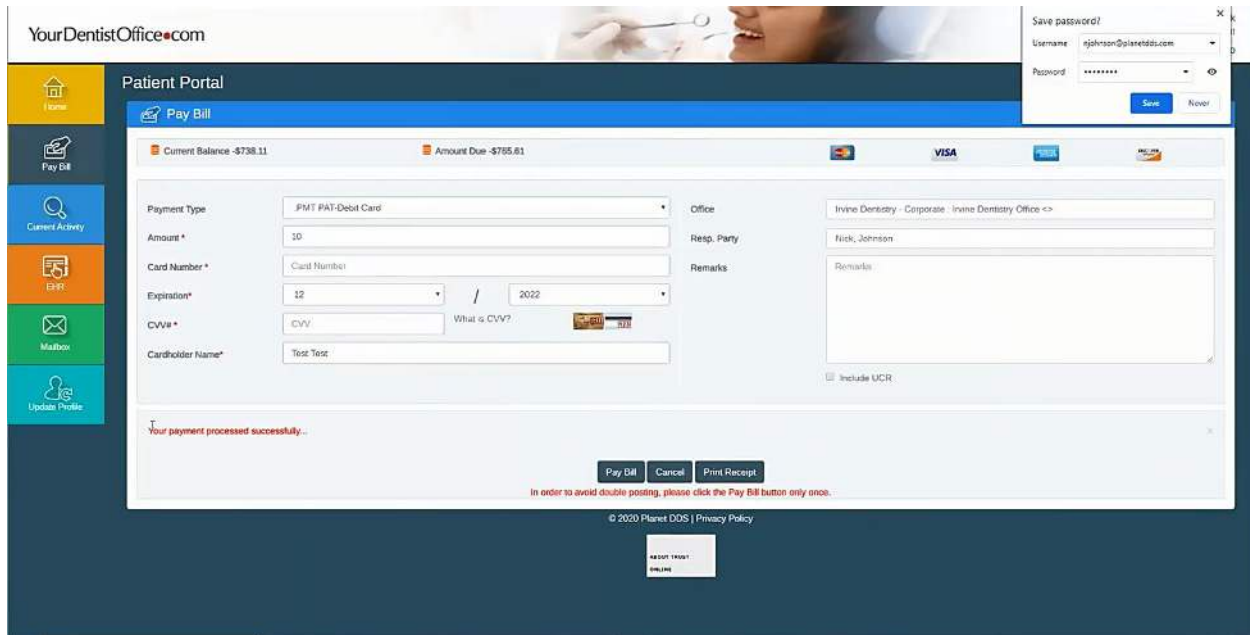 YourDentistOffice.com
Save password?
Username njohnson@planetdds.com
Password ••••••••
Save Never
Home
Pay Bill
Current Activity
EHR
Mailbox
Update Profile
Patient Portal
Pay Bill
Current Balance -$738.11 Amount Due -$765.61 VISA
Payment Type .PMT PAT-Debit Card Office Irvine Dentistry - Corporate : Irvine Dentistry Office <>
Amount * 10 Resp. Party Nick, Johnson
Card Number * Card Number Remarks Remarks
Expiration* 12 / 2022
CVV# * CVV What is CVV?
Cardholder Name* Test Test
Include UCR
Your payment processed successfully...
Pay Bill Cancel Print Receipt
In order to avoid double posting, please click the Pay Bill button only once.
© 2020 Planet DDS | Privacy Policy
ABOUT TRUST
ONLINE